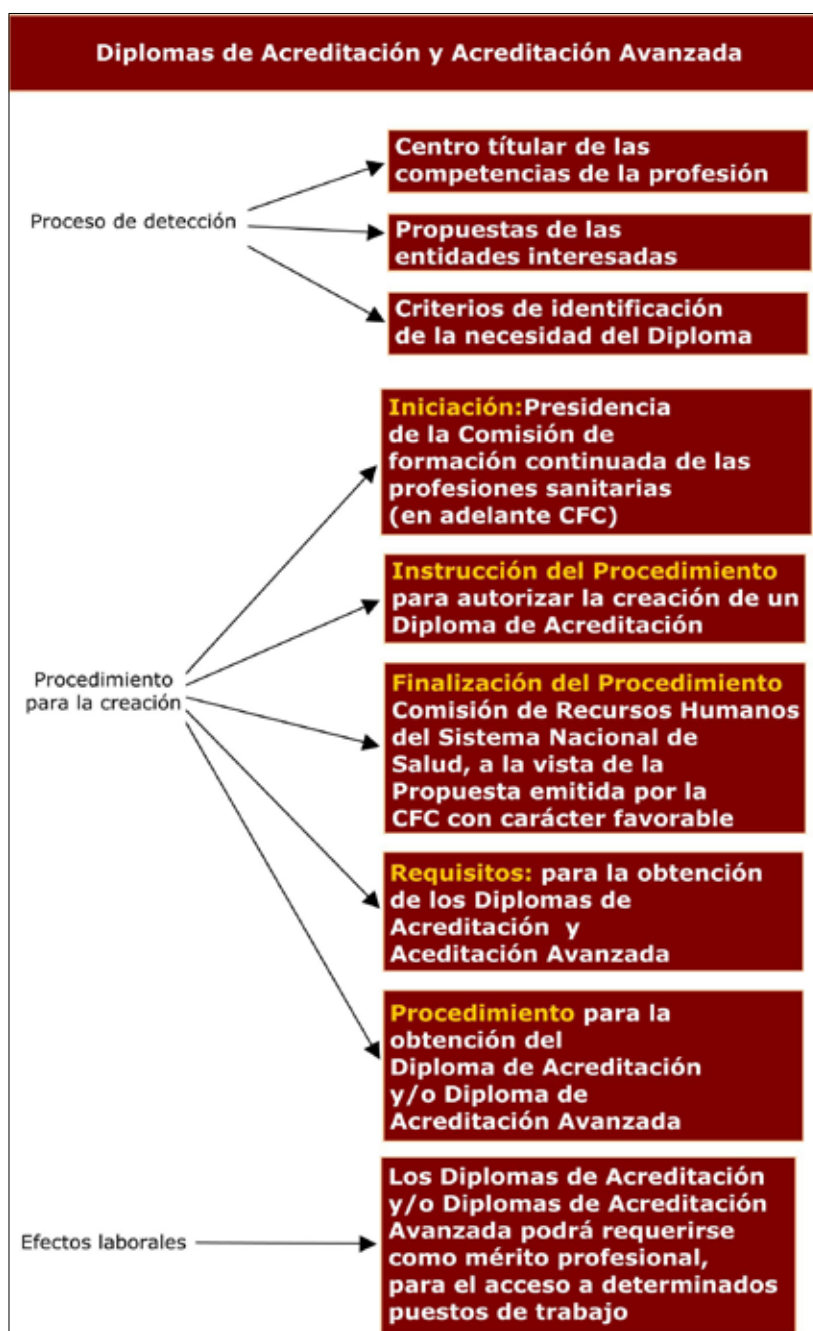 Diplomas de Acreditación y Acreditación Avanzada
Proceso de detección
Centro títular de las
competencias de la profesión
Propuestas de las
entidades interesadas
Criterios de identificación
de la necesidad del Diploma
Procedimiento
para la creación
Iniciación:Presidencia
de la Comisión de
formación continuada de las
profesiones sanitarias
(en adelante CFC)
Instrucción del Procedimiento
para autorizar la creación de un
Diploma de Acreditación
Finalización del Procedimiento
Comisión de Recursos Humanos
del Sistema Nacional de
Salud, a la vista de la
Propuesta emitida por la
CFC con carácter favorable
Requisitos: para la obtención
de los Diplomas de
Acreditación y
Aceditación Avanzada
Procedimiento para la
obtención del
Diploma de Acreditación
y/o Diploma de
Acreditación Avanzada
Efectos laborales
Los Diplomas de Acreditación
y/o Diplomas de Acreditación
Avanzada podrá requerirse
como mérito profesional,
para el acceso a determinados
puestos de trabajo